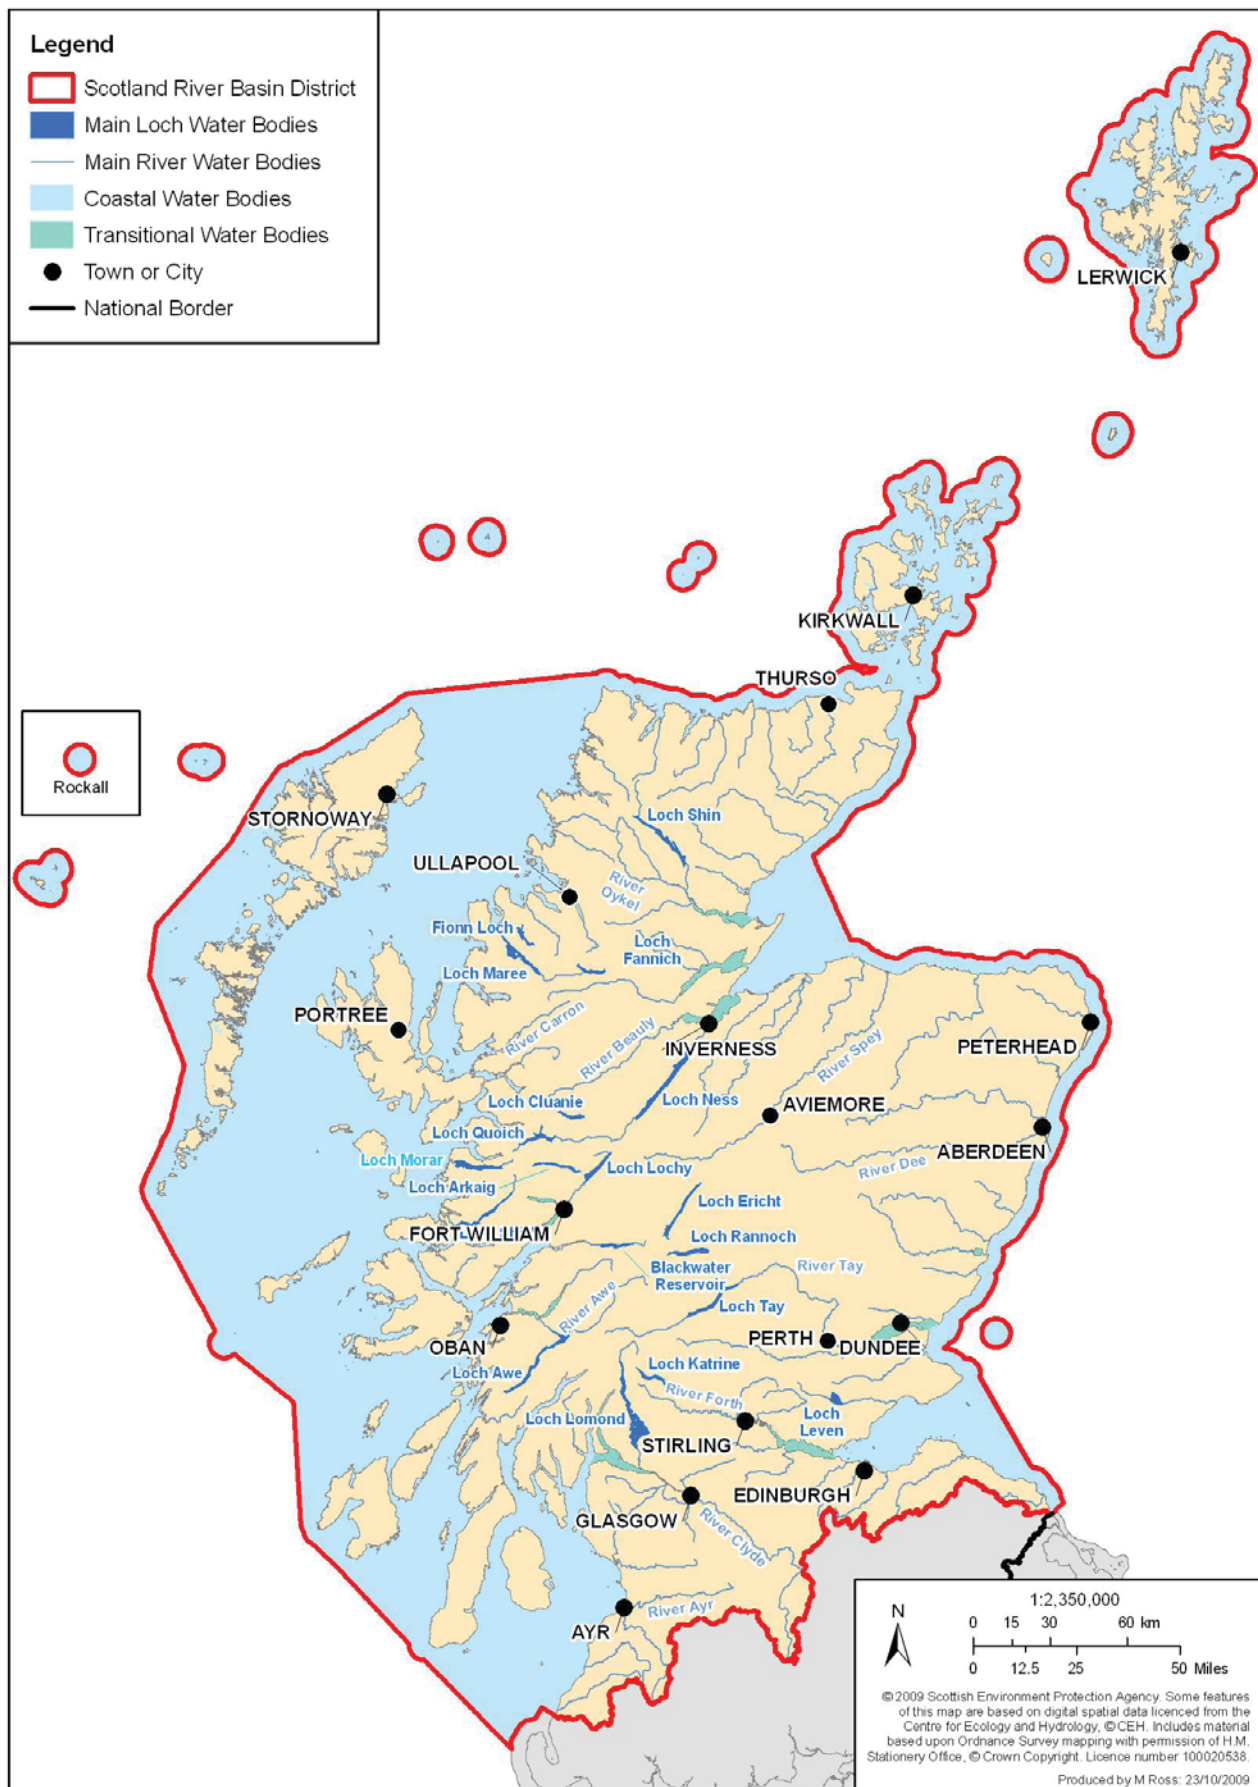 Legend
Scotland River Basin District
Main Loch Water Bodies
Main River Water Bodies
Coastal Water Bodies
Transitional Water Bodies
Town or City
National Border
LERWICK
KIRKWALL
THURSO
Rockall
STORNOWAY
Loch Shin
ULLAPOOL
River
Oykel
Fionn Loch
Loch
Fannich
Loch Maree
PORTREE
River Carron
River Beauly
INVERNESS
River Spey
PETERHEAD
Loch Cluanie
Loch Ness
AVIEMORE
Loch Quoich
ABERDEEN
Loch Morar
Loch Lochy
River Dee
Loch Arkaig
Loch Ericht
FORT WILLIAM
Loch Rannoch
Blackwater
Reservoir
River Tay
River Awe
Loch Tay
OBAN
PERTH
DUNDEE
Loch Awe
Loch Katrine
River Forth
Loch Lomond
Loch
Leven
STIRLING
EDINBURGH
GLASGOW
River Clyde
River Ayr
AYR
N
1:2,350,000
0 15 30 60 km
0 12.5 25 50 Miles
© 2009 Scottish Environment Protection Agency. Some features
of this map are based on digital spatial data licenced from the
Centre for Ecology and Hydrology, © CEH. Includes material
based upon Ordnance Survey mapping with permission of H.M.
Stationery Office, © Crown Copyright. Licence number 100020538.
Produced by M Ross: 23/10/2009